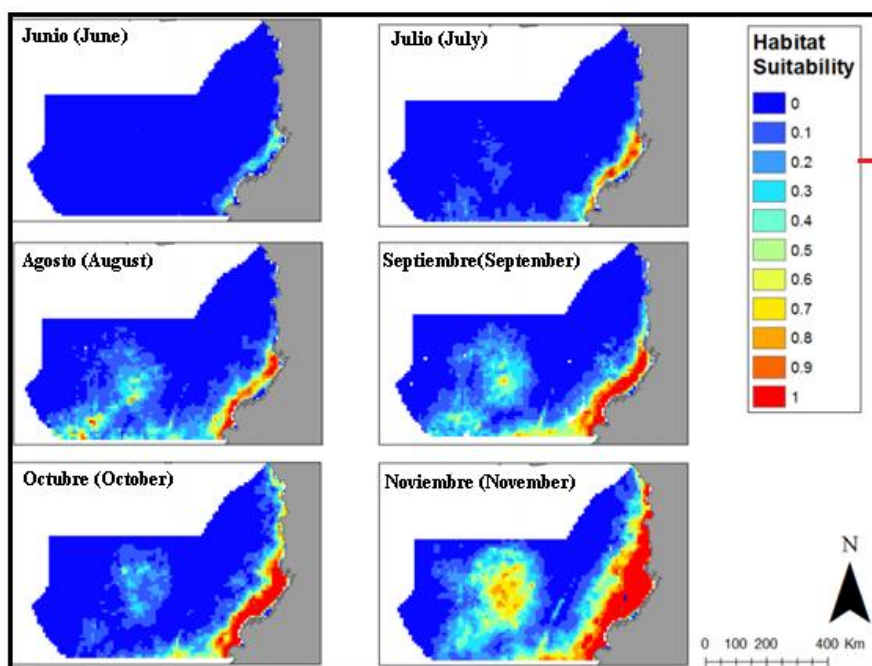 Junio (June)
Julio (July)
Agosto (August)
Septiembre(September)
Octubre (October)
Noviembre (November)
Habitat
Suitability
0
0.1
0.2
0.3
0.4
0.5
0.6
0.7
0.8
0.9
1
N
0 100 200 400 Km